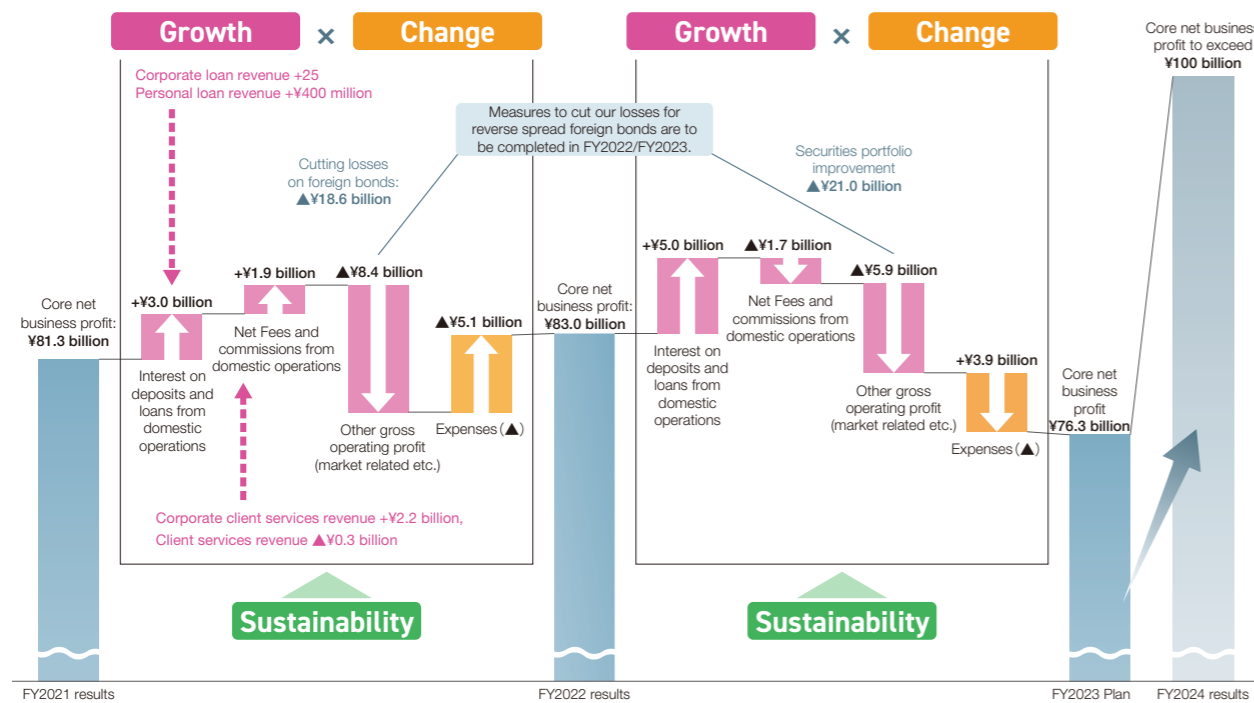 Growth
×
Change
Growth
×
Change
Core net business
profit to exceed
¥100 billion
Corporate loan revenue +25
Personal loan revenue +¥400 million
Measures to cut our losses for
reverse spread foreign bonds are to
be completed in FY2022/FY2023.
Cutting losses
on foreign bonds:
▲¥18.6 billion
Securities portfolio
improvement
▲¥21.0 billion
Core net
business profit:
¥81.3 billion
+¥3.0 billion
Interest on
deposits and
loans from
domestic
operations
+¥1.9 billion
Net Fees and
commissions from
domestic operations
▲¥8.4 billion
Other gross
operating profit
(market related etc.)
▲¥5.1 billion
Expenses (▲)
Corporate client services revenue +¥2.2 billion,
Client services revenue ▲¥0.3 billion
Core net
business profit:
¥83.0 billion
+¥5.0 billion
Interest on
deposits and
loans from
domestic
operations
▲¥1.7 billion
Net Fees and
commissions from
domestic operations
▲¥5.9 billion
Other gross
operating profit
(market related etc.)
+¥3.9 billion
Expenses (▲)
Core net
business
profit
¥76.3 billion
Sustainability
Sustainability
FY2021 results
FY2022 results
FY2023 Plan
FY2024 results